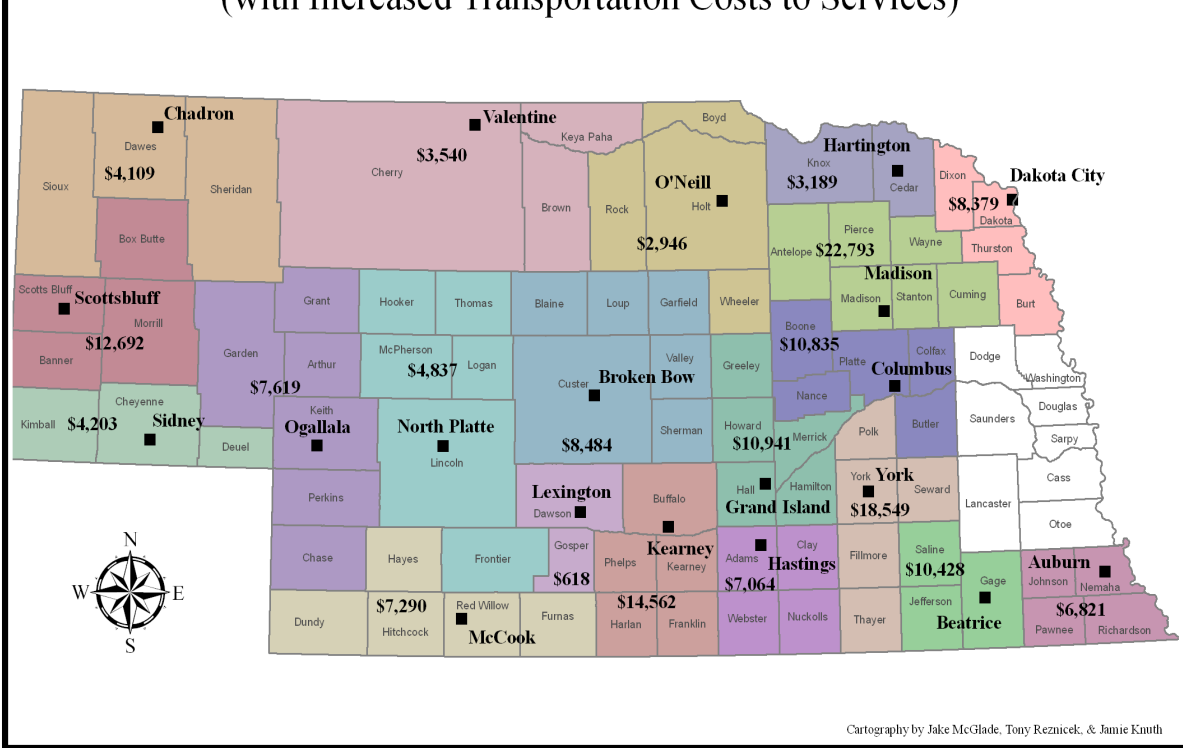 (with Increased Transportation Costs to Services)
Chadron
Dawes
$4,109
Sioux
Sheridan
Box Butte
Valentine
$3,540
Cherry
Keya Paha
Brown
Boyd
O'Neill
Rock
Holt
$2,946
Wheeler
Hartington
Knox
$3,189
Cedar
Dakota City
Dixon
$8,379
Dakota
Thurston
Burt
Pierce
Antelope
$22,793
Wayne
Madison
Madison
Stanton
Cuming
Scotts Bluff
Scottsbluff
Morrill
$12,692
Banner
Grant
Garden
Arthur
$7,619
Keith
Ogallala
Perkins
Chase
Hooker
Thomas
McPherson
$4,837
Logan
North Platte
Lincoln
Frontier
Blaine
Loup
Garfield
Valley
Custer
Broken Bow
$8,484
Sherman
Greeley
Howard
$10,941
Merrick
Hall
Hamilton
Grand Island
Boone
$10,835
Platte
Colfax
Columbus
Nance
Butler
Dodge
Washington
Saunders
Douglas
Sarpy
Cass
Lancaster
Otoe
Kimball
$4,203
Cheyenne
Sidney
Deuel
Lexington
Dawson
Gosper
$618
Buffalo
Kearney
Phelps
Kearney
$14,562
Harlan
Franklin
Polk
York
York
Seward
$18,549
Fillmore
Thayer
Adams
Clay
Hastings
$7,064
Webster
Nuckolls
Saline
$10,428
Jefferson
Gage
Beatrice
Auburn
Johnson
Nemaha
$6,821
Pawnee
Richardson
Hayes
$7,290
Red Willow
Furnas
Dundy
Hitchcock
McCook
N
W
E
S
Cartography by Jake McGlade, Tony Reznicek, & Jamie Knuth